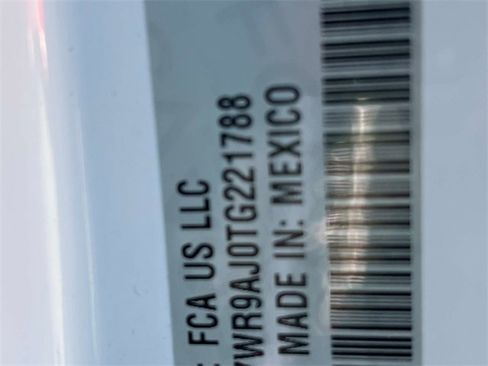 FCA US LLC
WR9AJ0TG221788
MADE IN: MEXICO